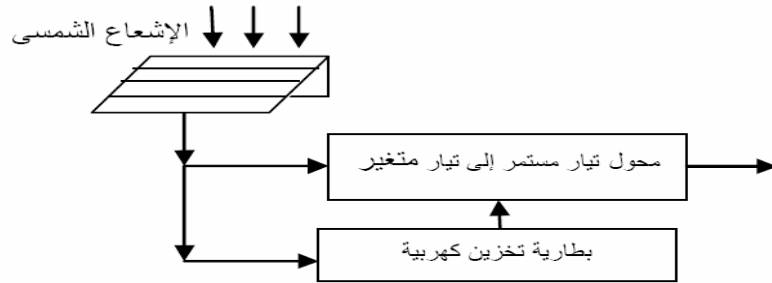 الإشعاع الشمسى
محول تيار مستمر إلى تيار متغير
بطارية تخزين كهربية